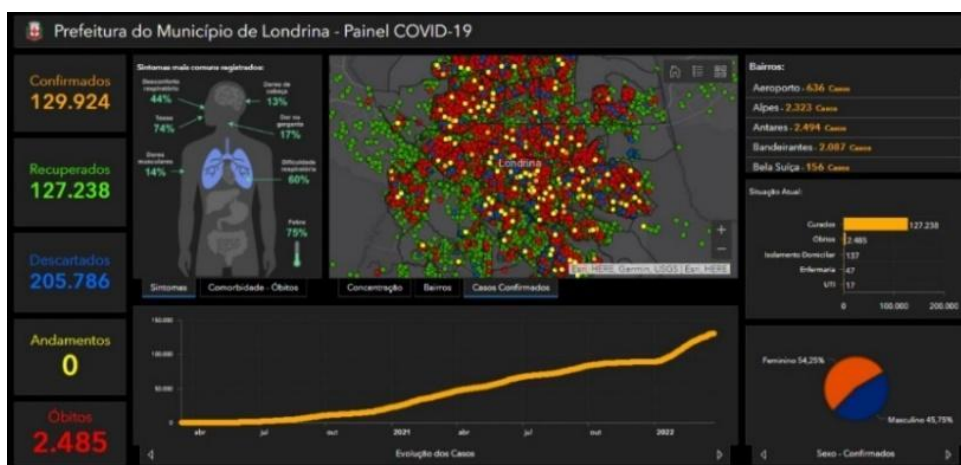 Prefeitura do Município de Londrina - Painel COVID-19
Confirmados
129.924
Recuperados
127.238
Descartados
205.786
Andamentos
0
Óbitos
2.485
Sintomas mais comuns registrados:
Desconforto
respiratório
44%
Dores de
cabeça
13%
Tosse
74%
Dor na
garganta
17%
Dores
musculares
14%
Dificuldade
respiratória
60%
Febre
75%
Sintomas
Comorbidade - Óbitos
Londrina
+
−
Esri, HERE, Garmin, USGS | Esri, HERE
Concentração
Bairros
Casos Confirmados
150.000
100.000
50.000
0
abr
jul
out
2021
abr
jul
out
2022
Evolução dos Casos
Bairros:
Aeroporto - 636 Casos
Alpes - 2.323 Casos
Antares - 2.494 Casos
Bandeirantes - 2.087 Casos
Bela Suíça - 156 Casos
Situação Atual:
Curados 127.238
Óbitos 2.485
Isolamento Domiciliar 137
Enfermaria 47
UTI 17
0 100.000 200.000
Feminino 54,25%
Masculino 45,75%
Sexo - Confirmados